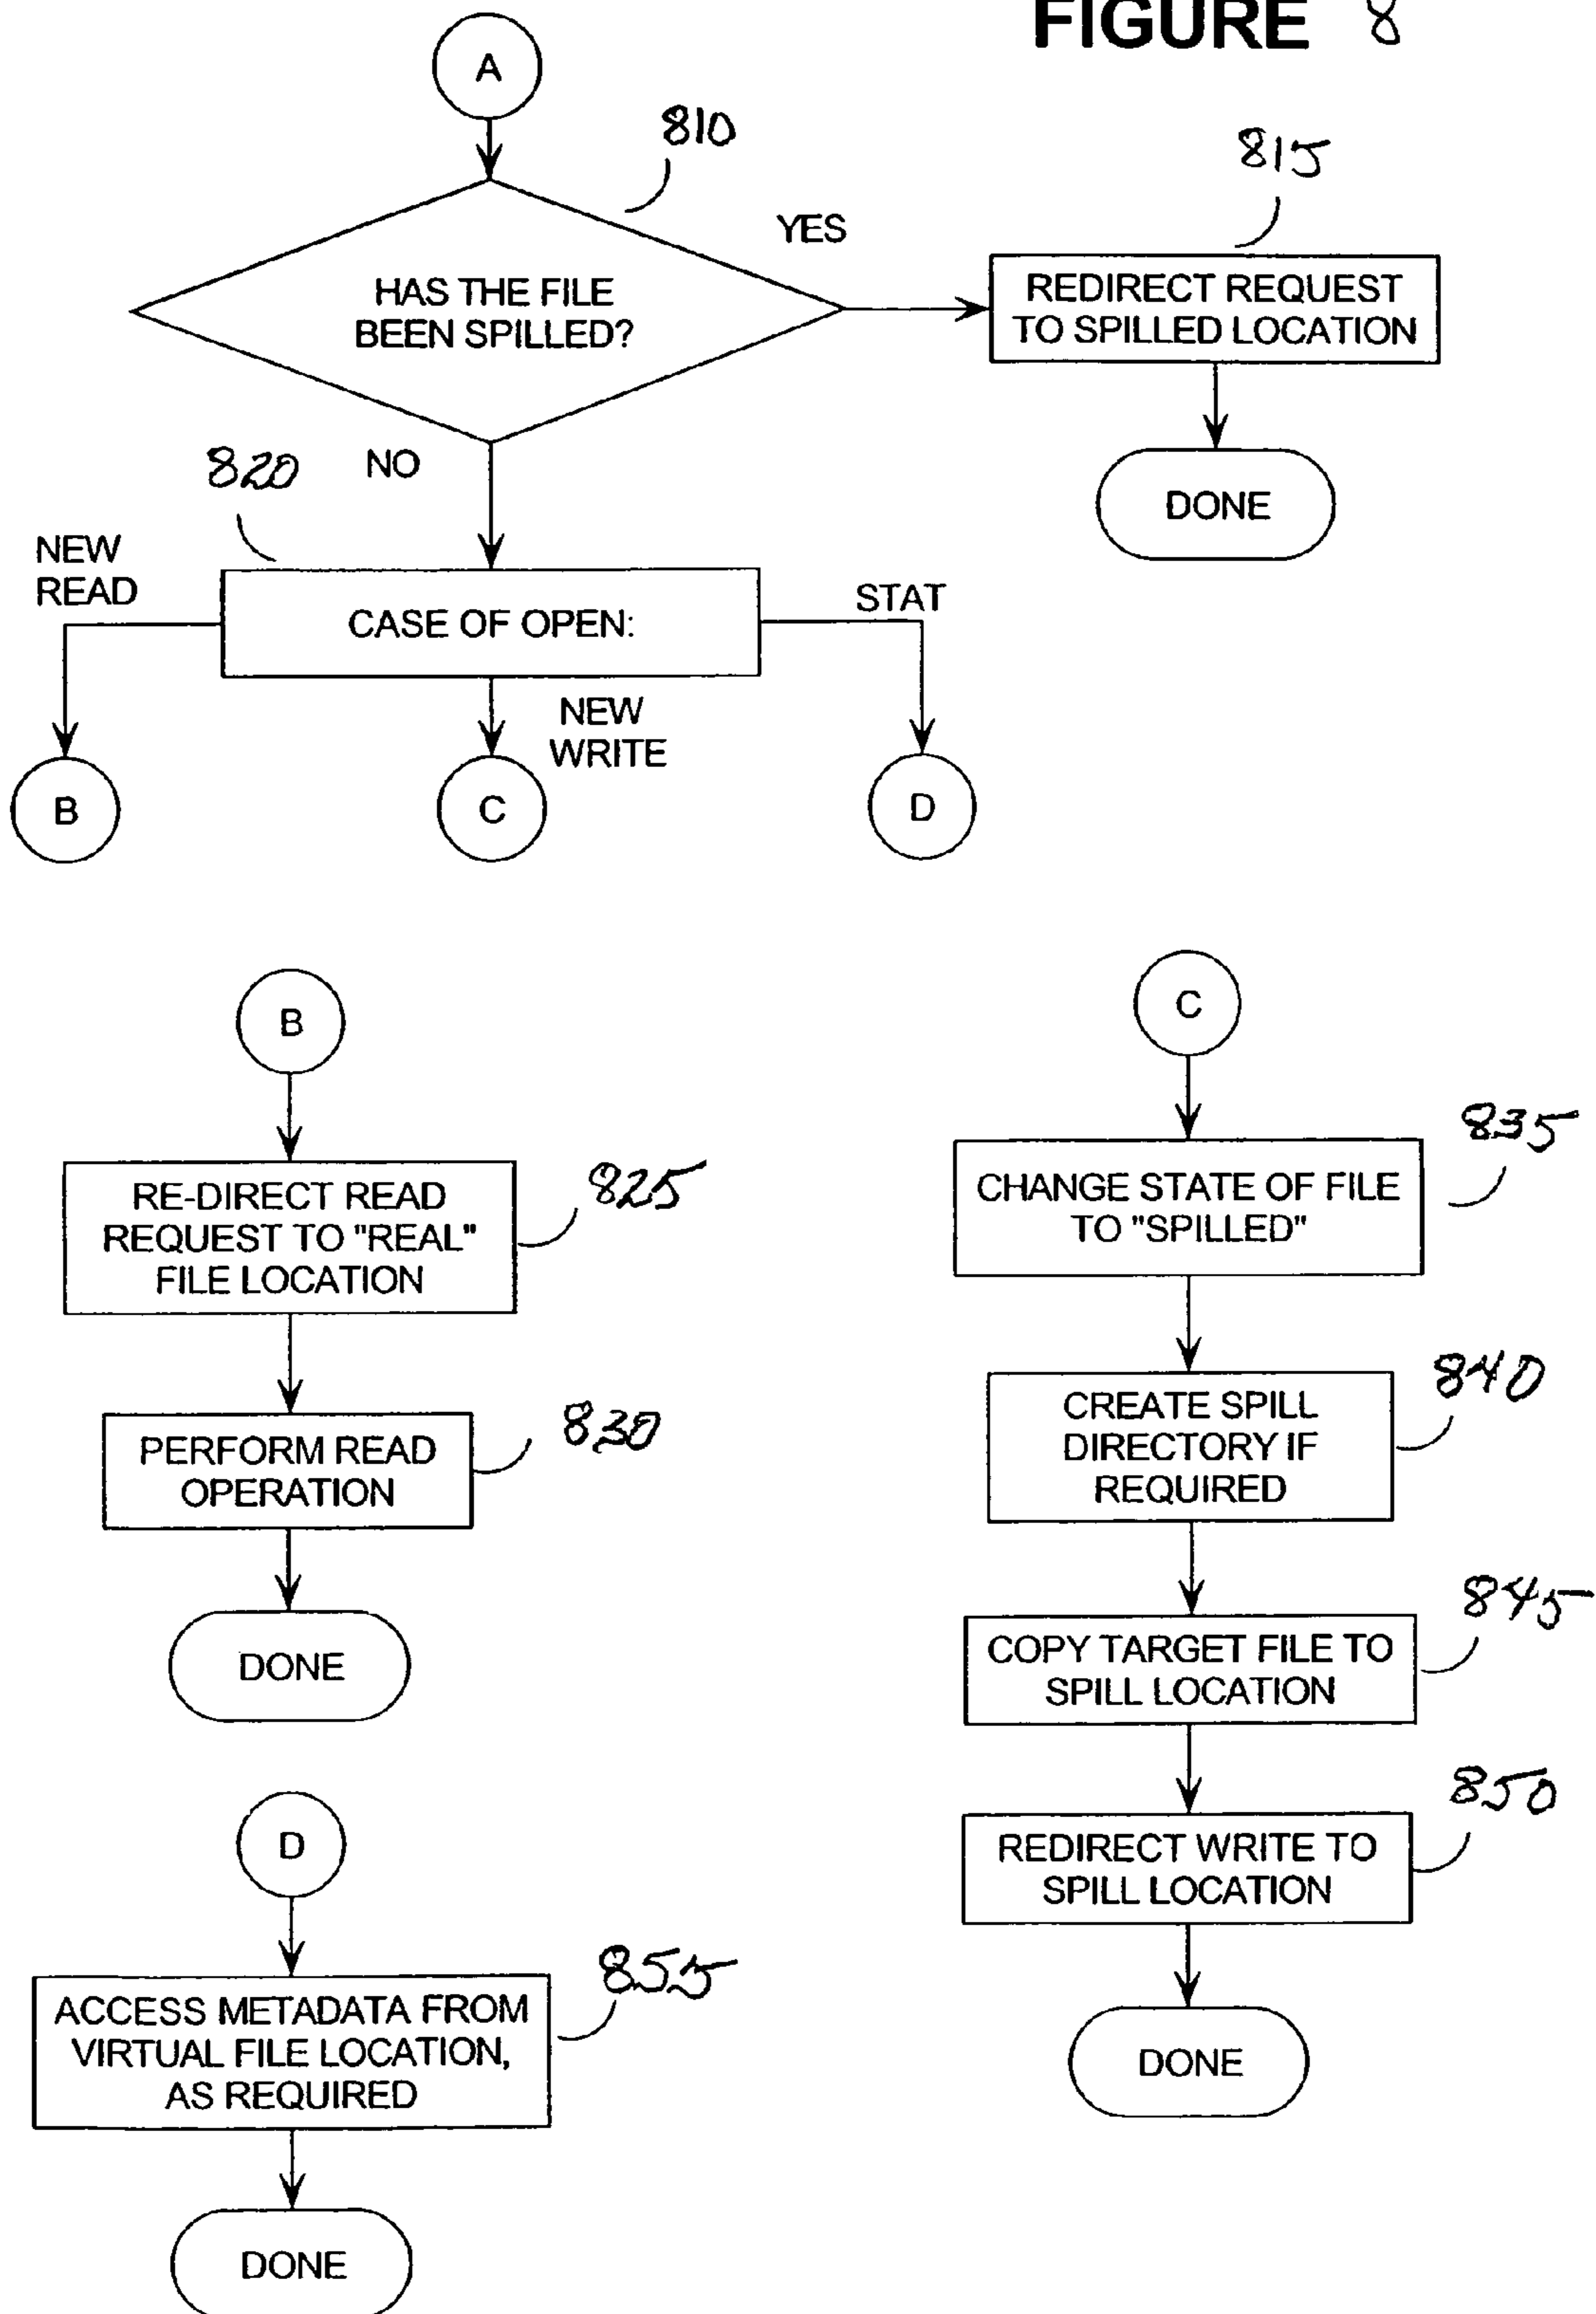 FIGURE 8
A
810
815
YES
HAS THE FILE
BEEN SPILLED?
REDIRECT REQUEST
TO SPILLED LOCATION
DONE
820
NO
NEW
READ
CASE OF OPEN:
STAT
NEW
WRITE
B
C
D
B
825
RE-DIRECT READ
REQUEST TO "REAL"
FILE LOCATION
830
PERFORM READ
OPERATION
DONE
C
835
CHANGE STATE OF FILE
TO "SPILLED"
840
CREATE SPILL
DIRECTORY IF
REQUIRED
845
COPY TARGET FILE TO
SPILL LOCATION
850
REDIRECT WRITE TO
SPILL LOCATION
DONE
D
855
ACCESS METADATA FROM
VIRTUAL FILE LOCATION,
AS REQUIRED
DONE